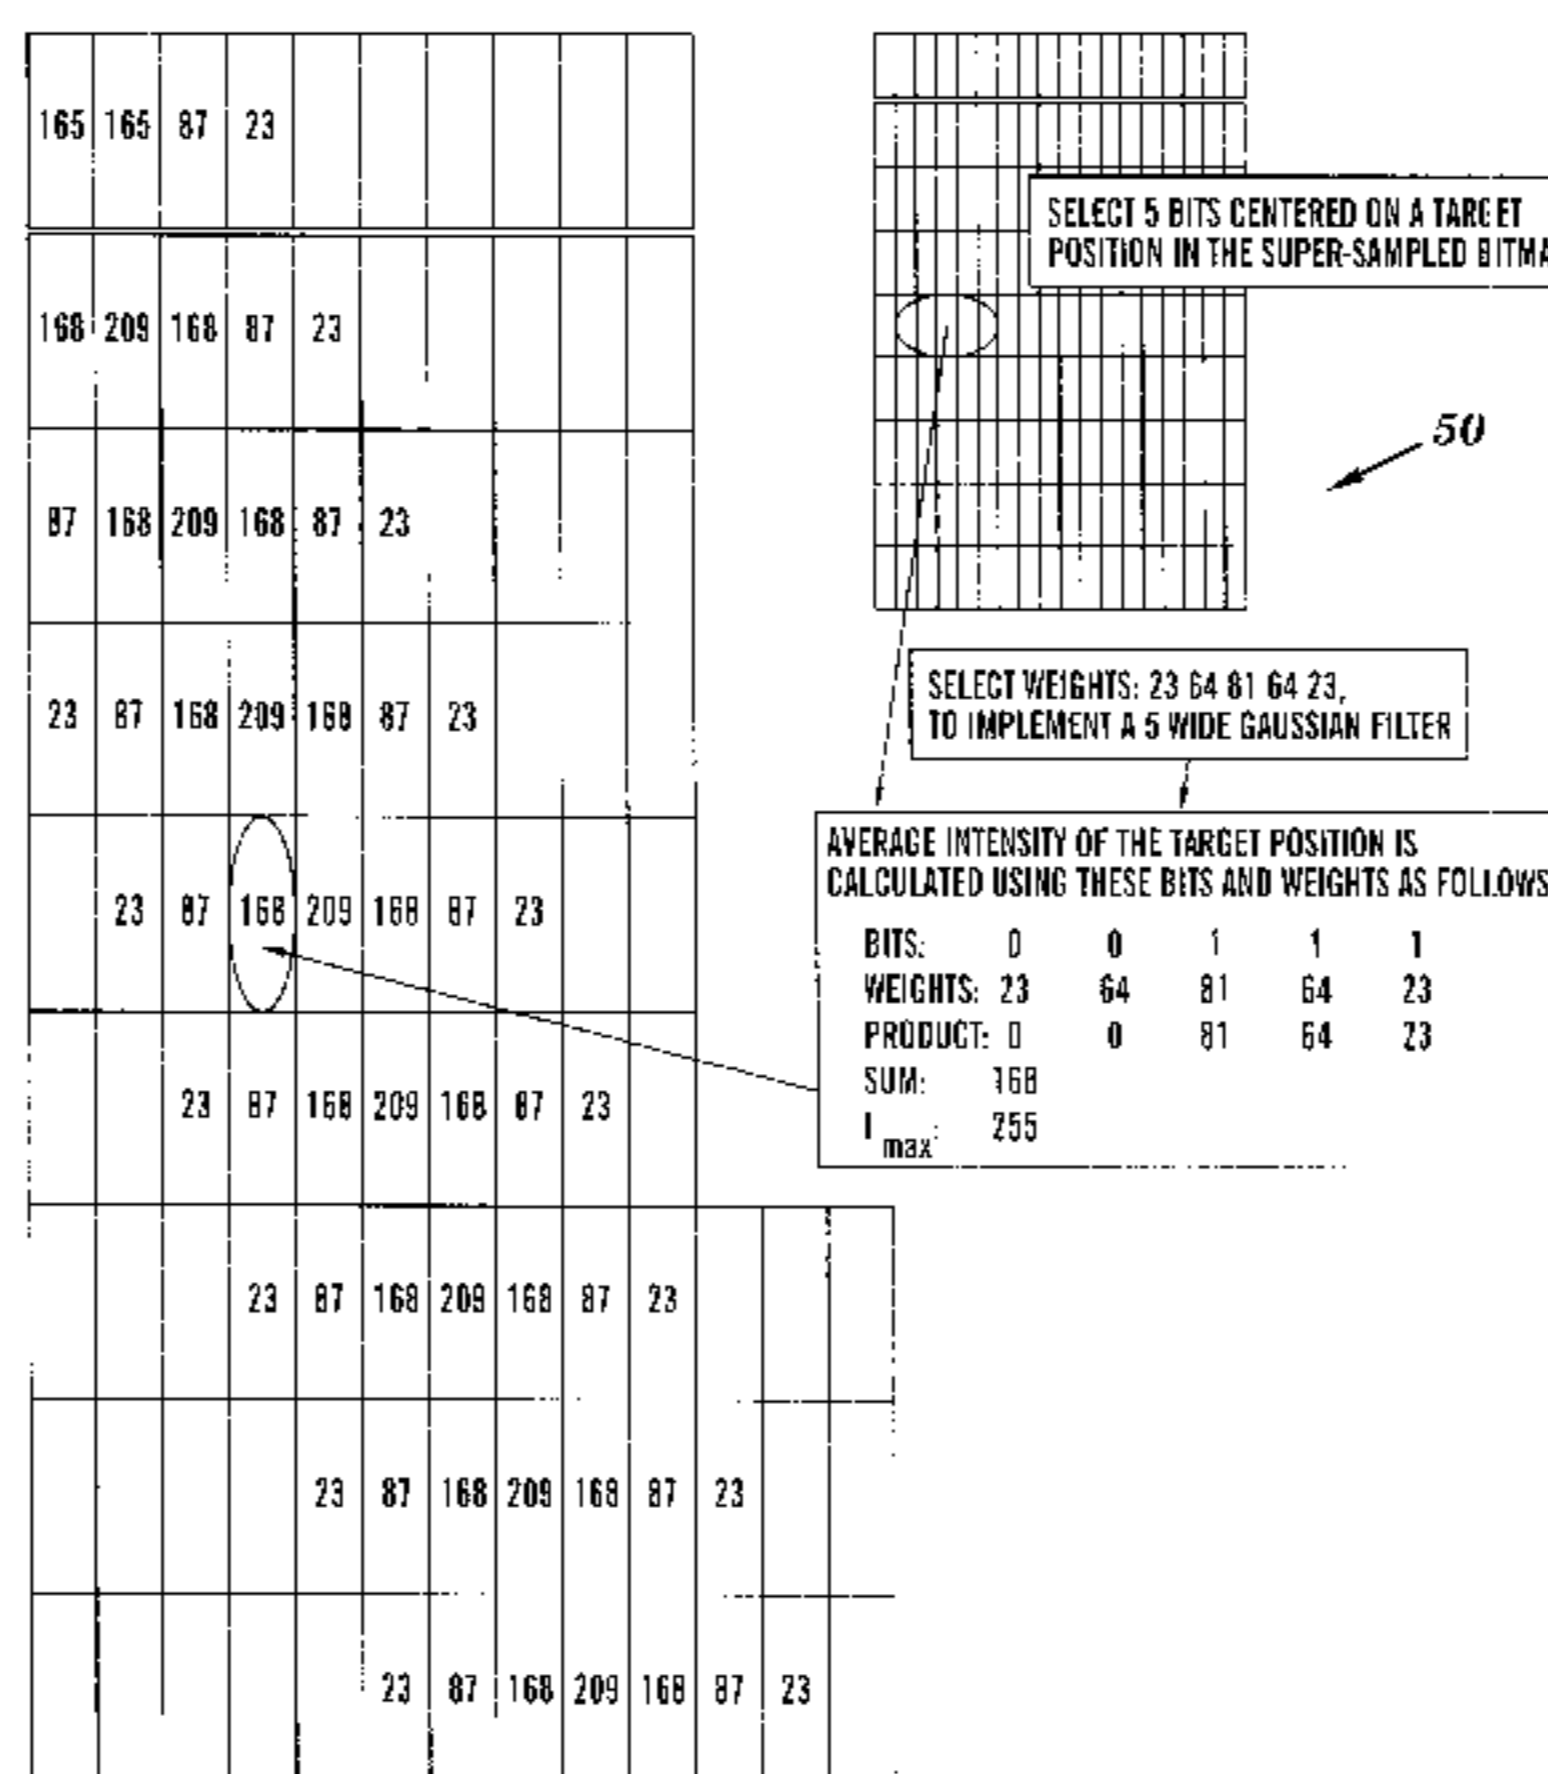 165 165 87 23
168 209 168 87 23
87 168 209 168 87 23
23 87 168 209 168 87 23
23 87 168 209 168 87 23
23 87 168 209 168 87 23
23 87 168 209 168 87 23
23 87 168 209 168 87 23
23 87 168 209 168 87 23
SELECT 5 BITS CENTERED ON A TARGET
POSITION IN THE SUPER-SAMPLED BITMA
50
SELECT WEIGHTS: 23 64 81 64 23,
TO IMPLEMENT A 5 WIDE GAUSSIAN FILTER
AVERAGE INTENSITY OF THE TARGET POSITION IS
CALCULATED USING THESE BITS AND WEIGHTS AS FOLLOWS
BITS: 0 0 1 1 1
WEIGHTS: 23 64 81 64 23
PRODUCT: 0 0 81 64 23
SUM: 168
I max: 255